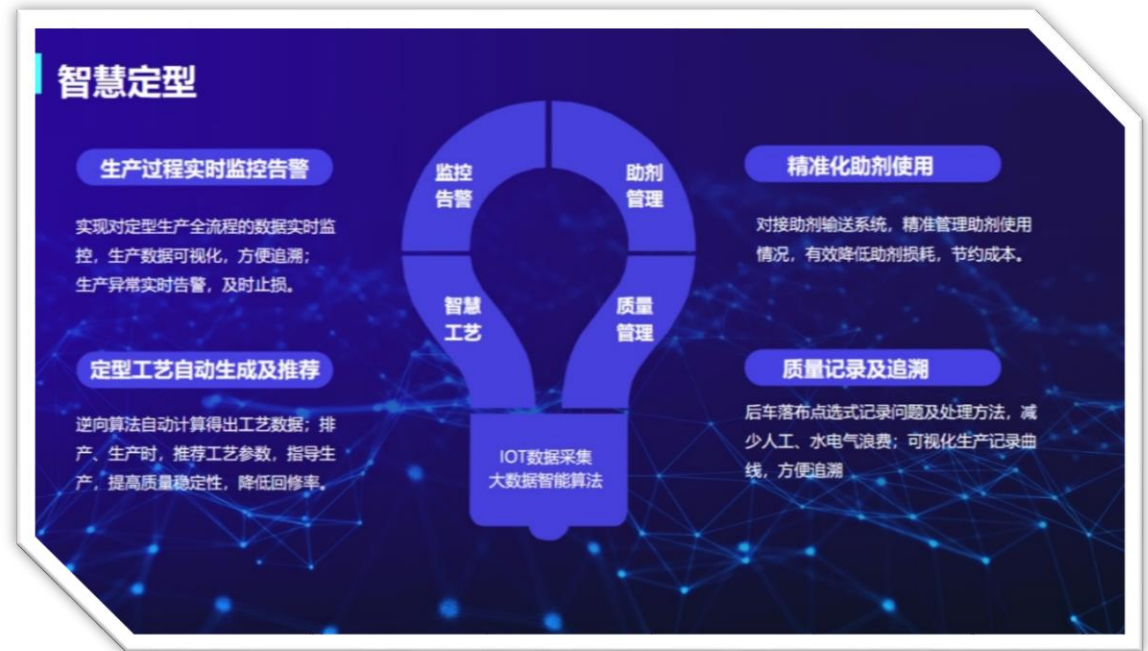 智慧定型
生产过程实时监控告警
实现对定型生产全流程的数据实时监
控，生产数据可视化，方便追溯；
生产异常实时告警，及时止损。
定型工艺自动生成及推荐
逆向算法自动计算得出工艺数据；排
产、生产时，推荐工艺参数，指导生
产，提高质量稳定性，降低回修率。
监控
告警
助剂
管理
智慧
工艺
质量
管理
IOT数据采集
大数据智能算法
精准化助剂使用
对接助剂输送系统，精准管理助剂使用
情况，有效降低助剂损耗，节约成本。
质量记录及追溯
后车落布点选式记录问题及处理方法，减
少人工、水电气浪费；可视化生产记录曲
线，方便追溯